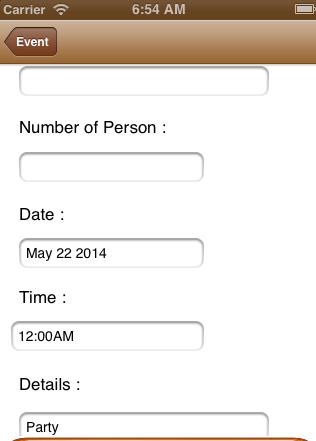 Carrier 6:54 AM
Event
Number of Person :
Date :
May 22 2014
Time :
12:00AM
Details :
Party